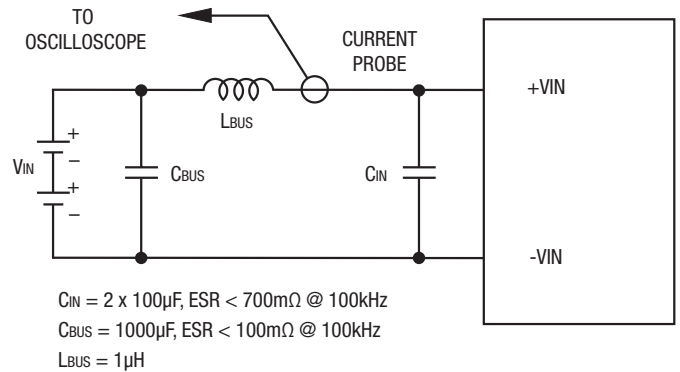 TO
OSCILLOSCOPE
CURRENT
PROBE
+VIN
LBUS
VIN
+
−
+
−
CBUS
CIN
-VIN
CIN = 2 x 100µF, ESR < 700mΩ @ 100kHz
CBUS = 1000µF, ESR < 100mΩ @ 100kHz
LBUS = 1µH